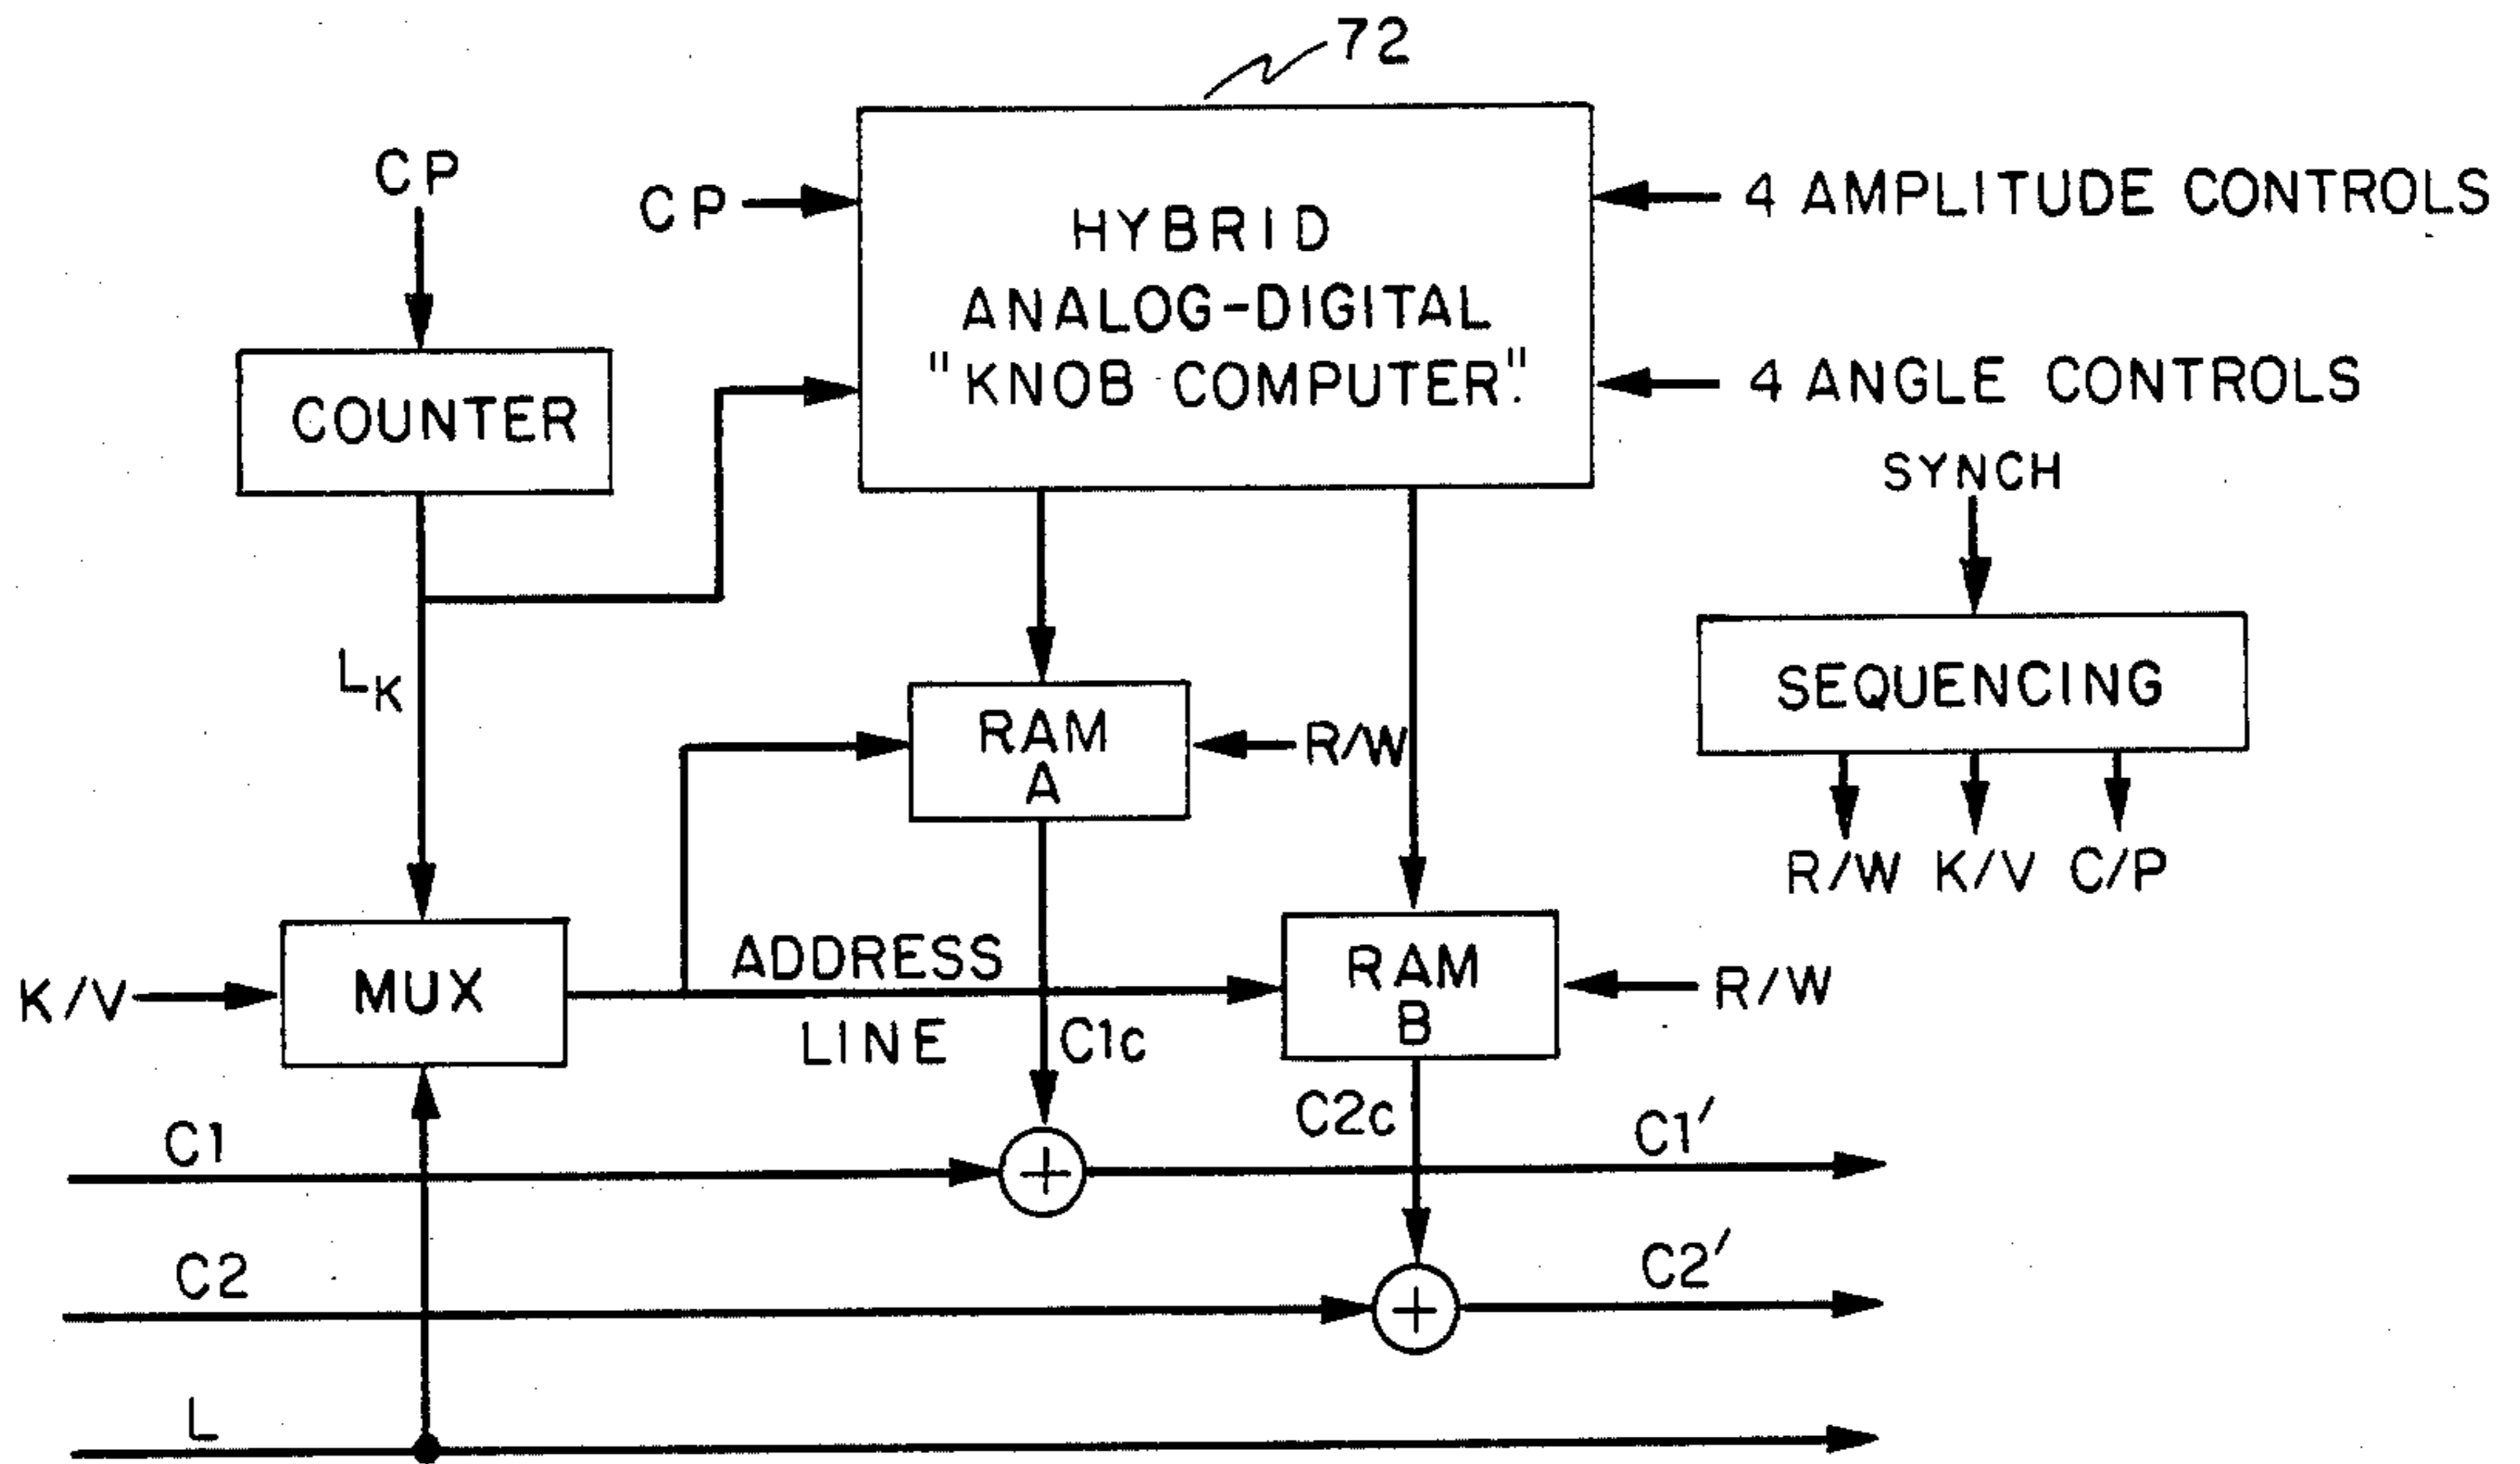 72
CP
CP
HYBRID
ANALOG-DIGITAL
"KNOB COMPUTER."
4 AMPLITUDE CONTROLS
4 ANGLE CONTROLS
COUNTER
SYNCH
SEQUENCING
R/W K/V C/P
LK
RAM
A
R/W
K/V
MUX
ADDRESS
LINE
RAM
B
R/W
C1c
C2c
C1
C1′
C2
C2′
L